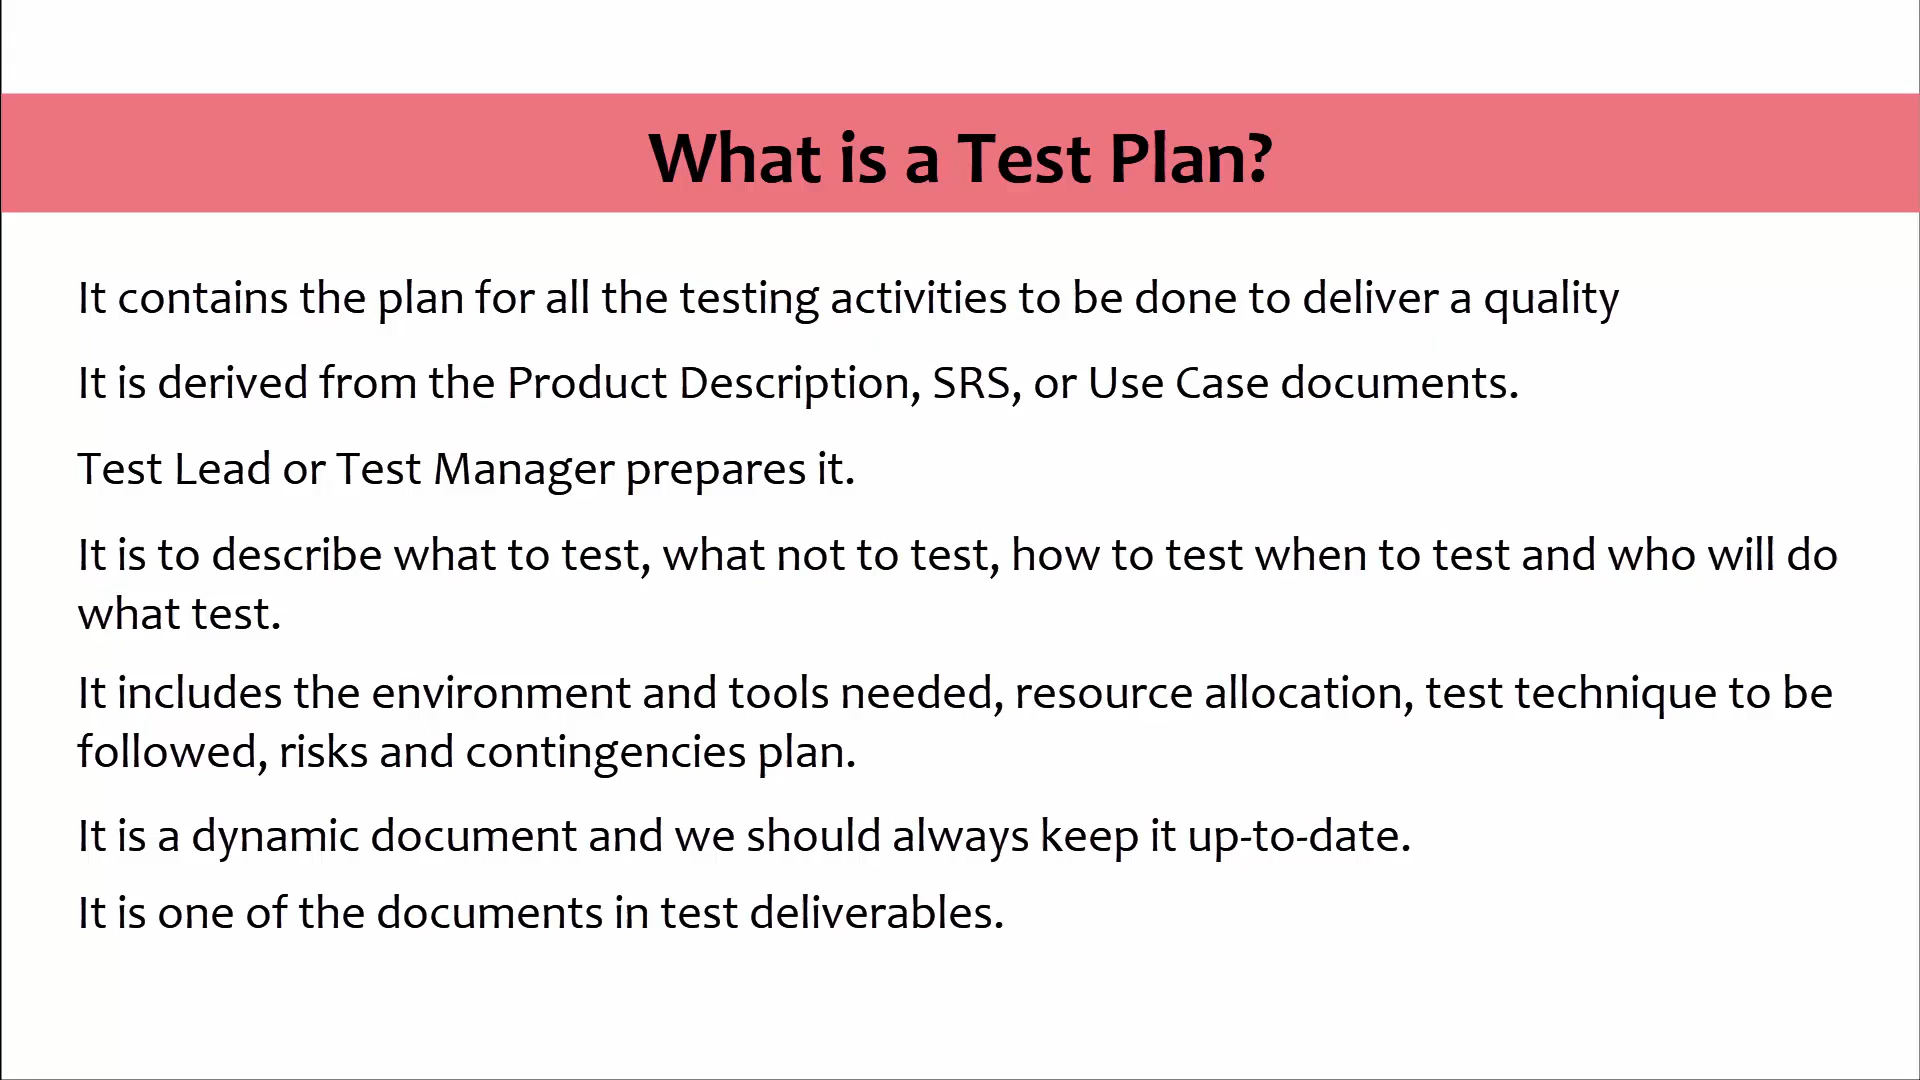 What is a Test Plan?
It contains the plan for all the testing activities to be done to deliver a quality
It is derived from the Product Description, SRS, or Use Case documents.
Test Lead or Test Manager prepares it.
It is to describe what to test, what not to test, how to test when to test and who will do
what test.
It includes the environment and tools needed, resource allocation, test technique to be
followed, risks and contingencies plan.
It is a dynamic document and we should always keep it up-to-date.
It is one of the documents in test deliverables.